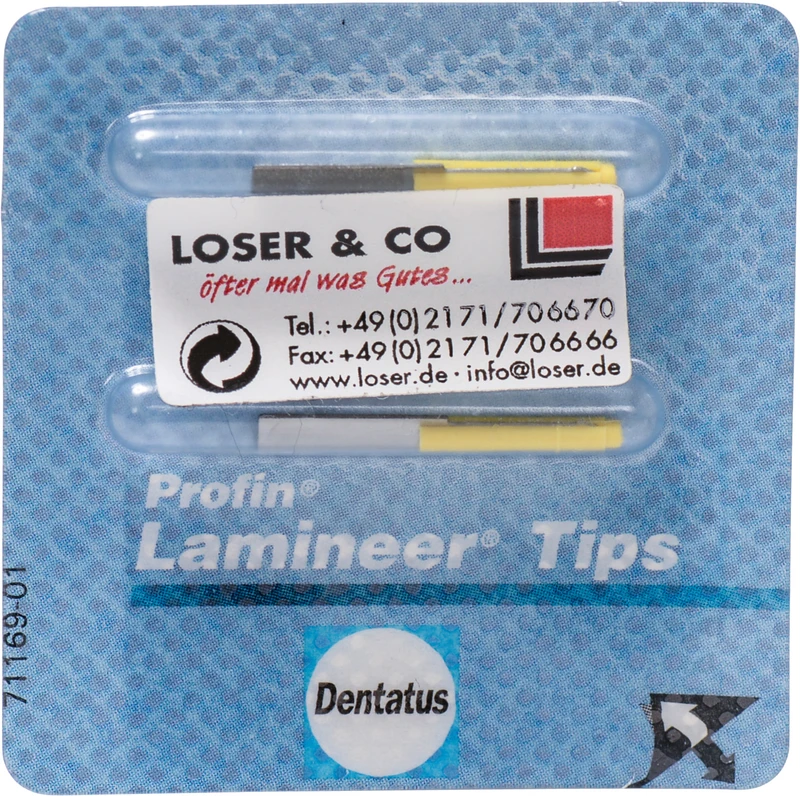 LOSER & CO
öfter mal was Gutes...
Tel.: +49(0)2171/706670
Fax: +49(0)2171/706666
www.loser.de · info@loser.de
Profin®
Lamineer® Tips
71169-01
Dentatus